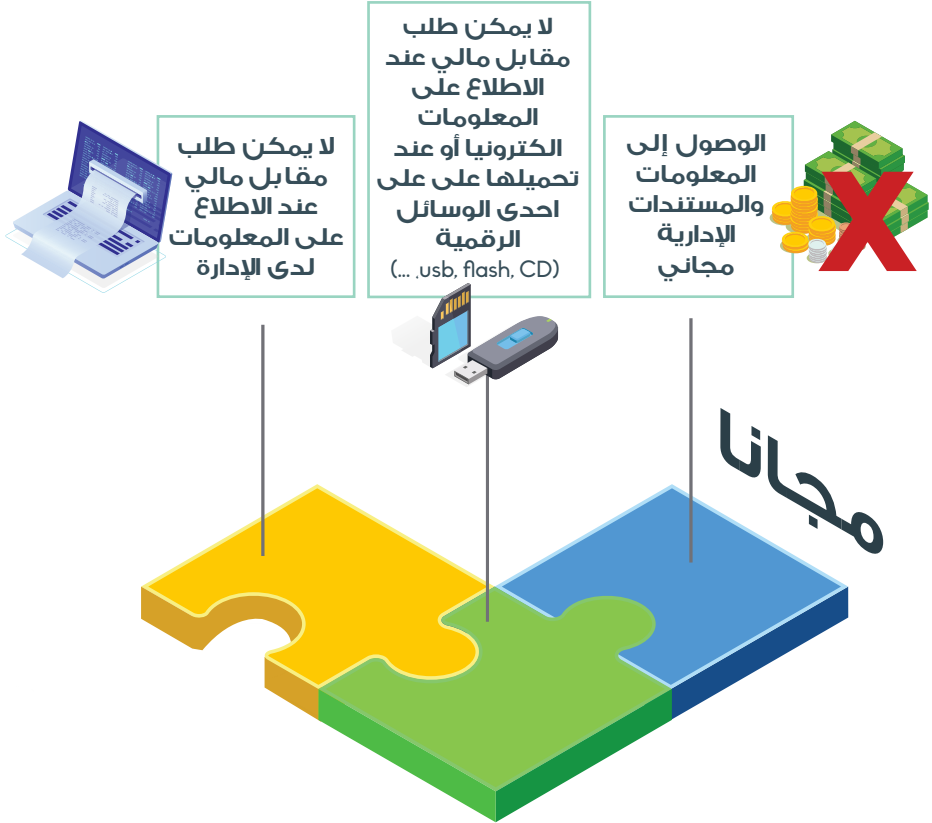 الوصول إلى
المعلومات
والمستندات
الإدارية
مجاني
لا يمكن طلب
مقابل مالي عند
الاطلاع على
المعلومات
الكترونيا أو عند
تحميلها على على
احدى الوسائل
الرقمية
(usb, flash, CD, ...)
لا يمكن طلب
مقابل مالي
عند الاطلاع
على المعلومات
لدى الإدارة
مجانا